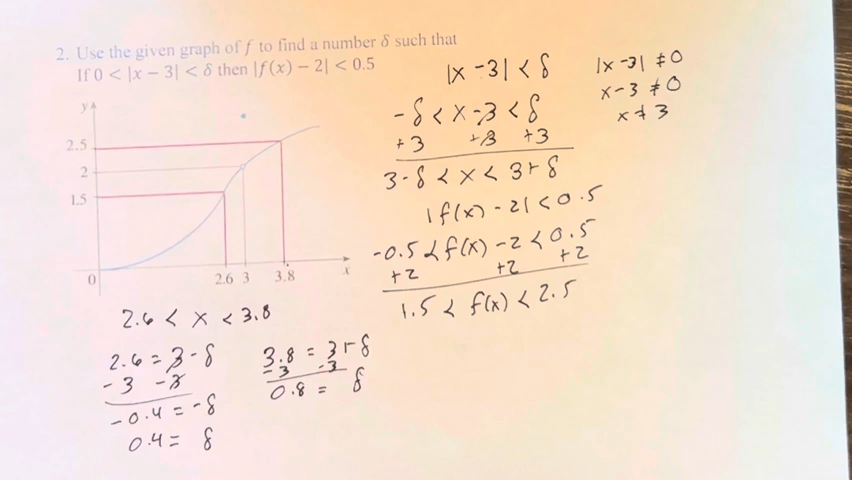 2. Use the given graph of f to find a number δ such that
If 0 < |x − 3| < δ then |f(x) − 2| < 0.5
y
2.5
2
1.5
0
2.6 3 3.8
x
|x - 3| < δ
-δ < x - 3 < δ
+3 +3 +3
3 - δ < x < 3 + δ
|f(x) - 2| < 0.5
-0.5 < f(x) - 2 < 0.5
+2 +2 +2
1.5 < f(x) < 2.5
|x - 3| ≠ 0
x - 3 ≠ 0
x ≠ 3
2.6 < x < 3.8
2.6 = 3 - δ
- 3 - 3
-0.4 = -δ
0.4 = δ
3.8 = 3 + δ
- 3 - 3
0.8 = δ